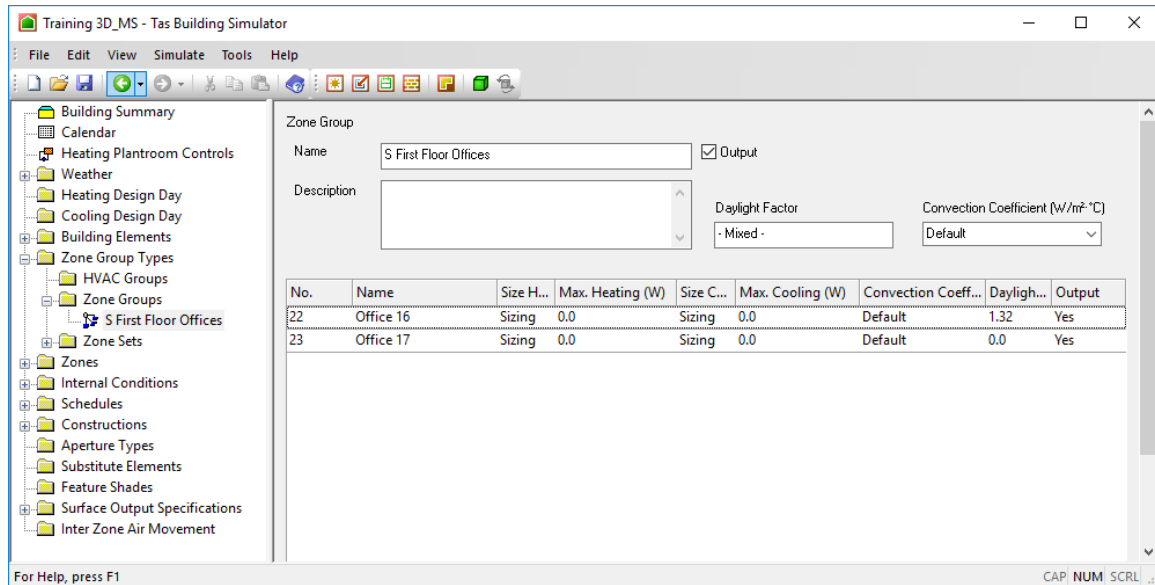 Training 3D_MS - Tas Building Simulator
File Edit View Simulate Tools Help
Building Summary
Calendar
Heating Plantroom Controls
Weather
Heating Design Day
Cooling Design Day
Building Elements
Zone Group Types
HVAC Groups
Zone Groups
S First Floor Offices
Zone Sets
Zones
Internal Conditions
Schedules
Constructions
Aperture Types
Substitute Elements
Feature Shades
Surface Output Specifications
Inter Zone Air Movement
Zone Group
Name S First Floor Offices Output
Description
Daylight Factor Convection Coefficient (W/m²·°C)
- Mixed - Default
No. Name Size H... Max. Heating (W) Size C... Max. Cooling (W) Convection Coeff... Dayligh... Output
22 Office 16 Sizing 0.0 Sizing 0.0 Default 1.32 Yes
23 Office 17 Sizing 0.0 Sizing 0.0 Default 0.0 Yes
For Help, press F1 CAP NUM SCRL